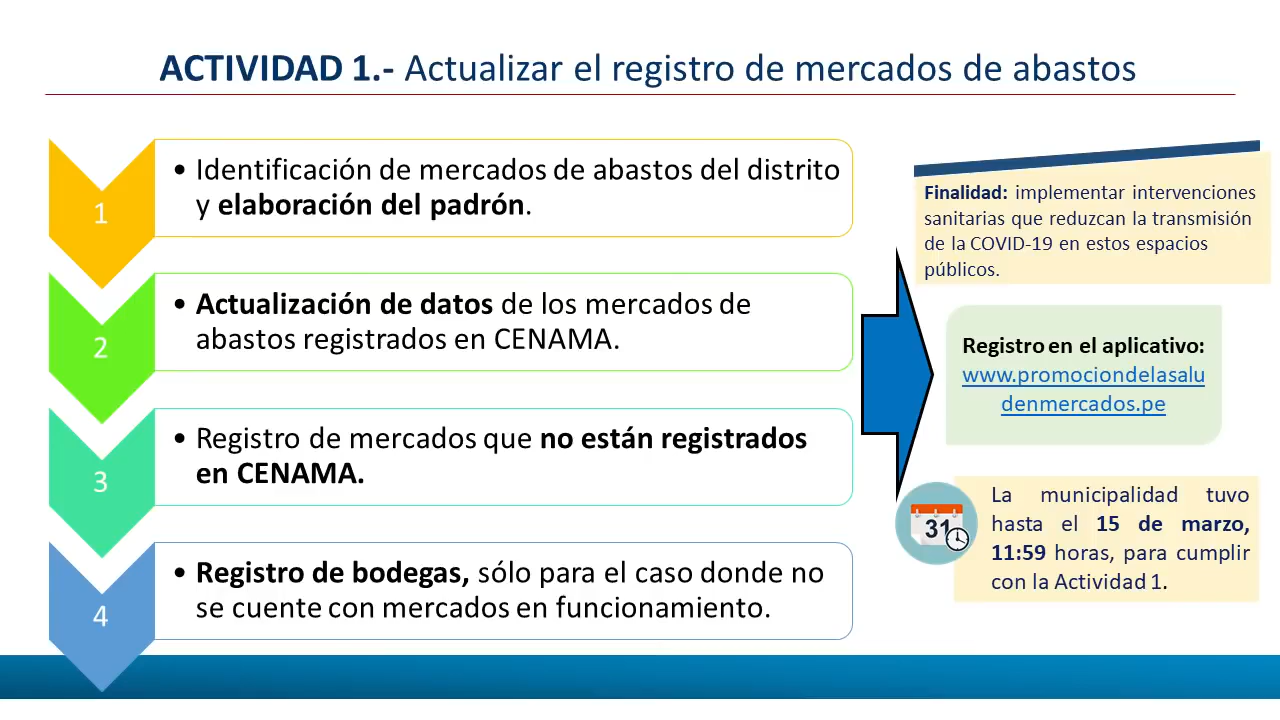 ACTIVIDAD 1.- Actualizar el registro de mercados de abastos
1
• Identificación de mercados de abastos del distrito
y elaboración del padrón.
2
• Actualización de datos de los mercados de
abastos registrados en CENAMA.
3
• Registro de mercados que no están registrados
en CENAMA.
4
• Registro de bodegas, sólo para el caso donde no
se cuente con mercados en funcionamiento.
Finalidad: implementar intervenciones
sanitarias que reduzcan la transmisión
de la COVID-19 en estos espacios
públicos.
Registro en el aplicativo:
www.promociondelasalu
denmercados.pe
31
La municipalidad tuvo
hasta el 15 de marzo,
11:59 horas, para cumplir
con la Actividad 1.